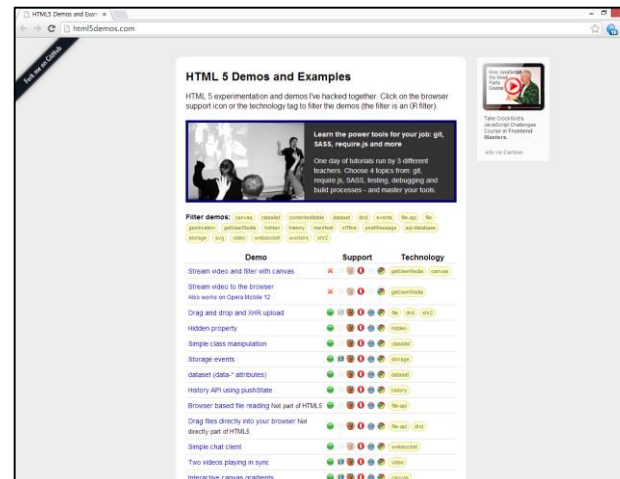 HTML5 Demos and Exam
html5demos.com
Fork me on GitHub
HTML 5 Demos and Examples
HTML 5 experimentation and demos I've hacked together. Click on the browser
support icon or the technology tag to filter the demos (the filter is an OR filter).
Learn the power tools for your job: git,
SASS, require.js and more
One day of tutorials run by 3 different
teachers. Choose 4 topics from: git,
require.js, SASS, testing, debugging and
build processes - and master your tools.
Take Crockford's
JavaScript Challenges
Course at Frontend
Masters.
ads via Carbon
Filter demos: canvas classlist contenteditable dataset dnd events file-api file
geolocation getUserMedia hidden history manifest offline postMessage sql-database
storage svg video websocket workers xhr2
Demo Support Technology
Stream video and filter with canvas getUserMedia canvas
Stream video to the browser
Also works on Opera Mobile 12 getUserMedia
Drag and drop and XHR upload file dnd xhr2
Hidden property hidden
Simple class manipulation classlist
Storage events storage
dataset (data-* attributes) dataset
History API using pushState history
Browser based file reading Not part of HTML5 file-api
Drag files directly into your browser Not
directly part of HTML5 file-api dnd
Simple chat client websocket
Two videos playing in sync video
Interactive canvas gradients canvas